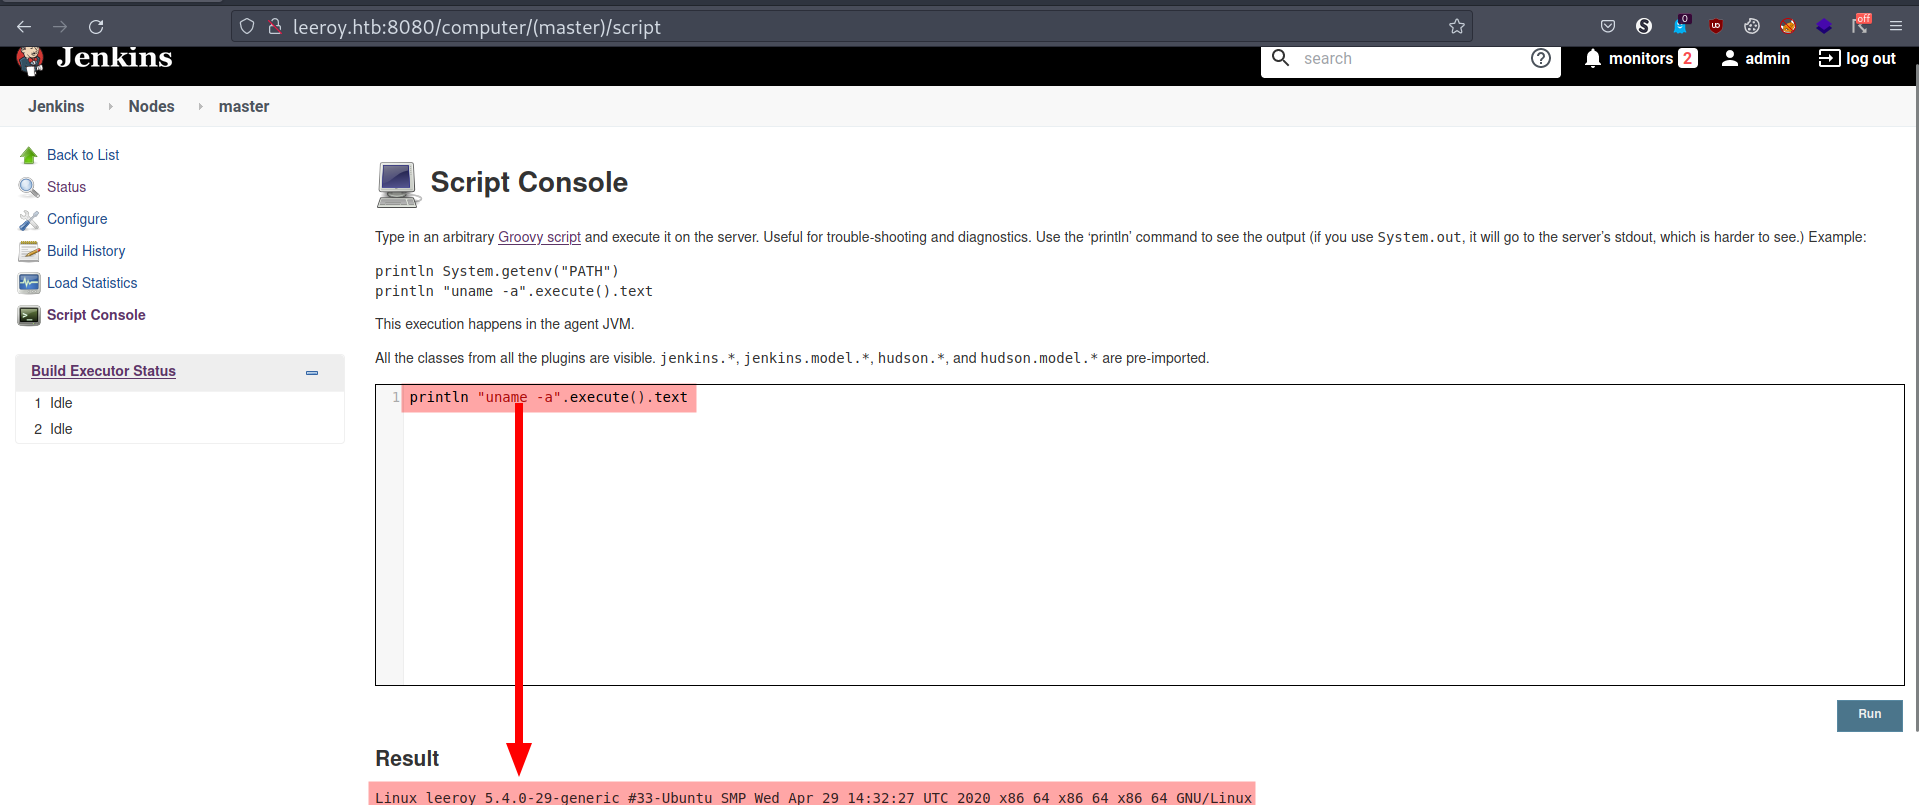 leeroy.htb:8080/computer/(master)/script
0
off
Jenkins
search
monitors 2
admin
log out
Jenkins
Nodes
master
Back to List
Status
Configure
Build History
Load Statistics
Script Console
Build Executor Status
1 Idle
2 Idle
Script Console
Type in an arbitrary Groovy script and execute it on the server. Useful for trouble-shooting and diagnostics. Use the ‘println’ command to see the output (if you use System.out, it will go to the server’s stdout, which is harder to see.) Example:
println System.getenv("PATH")
println "uname -a".execute().text
This execution happens in the agent JVM.
All the classes from all the plugins are visible. jenkins.*, jenkins.model.*, hudson.*, and hudson.model.* are pre-imported.
1 println "uname -a".execute().text
Run
Result
Linux leeroy 5.4.0-29-generic #33-Ubuntu SMP Wed Apr 29 14:32:27 UTC 2020 x86_64 x86_64 x86_64 GNU/Linux